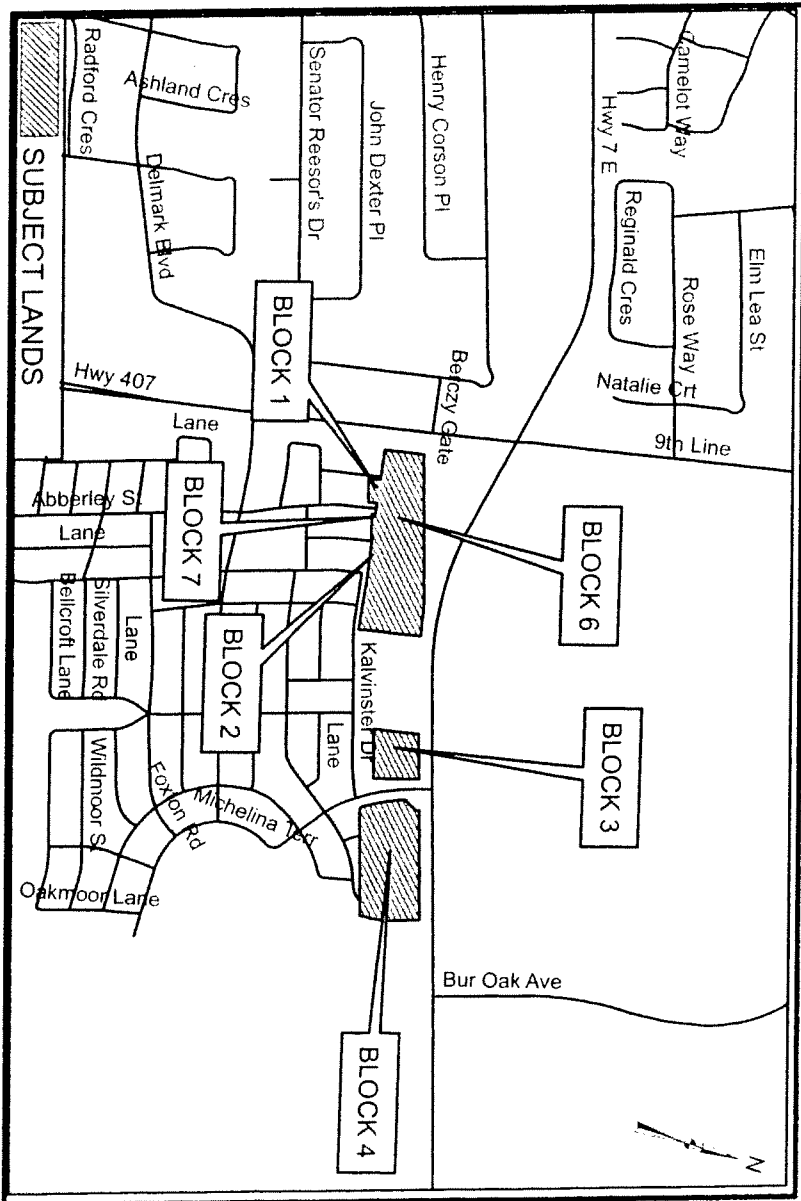 Camelot Way
Hwy 7 E
Elm Lea St
Rose Way
Reginald Cres
Natalie Crt
9th Line
Henry Corson Pl
John Dexter Pl
Senator Reesor's Dr
Berczy Gate
Ashland Cres
Radford Cres
Delmark Blvd
Hwy 407
BLOCK 1
BLOCK 6
BLOCK 7
BLOCK 2
BLOCK 3
BLOCK 4
Lane
Abberley St
Lane
Lane
Silverdale Rd
Bellcroft Lane
Kalvinster Dr
Lane
Wildmoor St
Foxton Rd
Michelina Terr
Oakmoor Lane
Bur Oak Ave
N
SUBJECT LANDS